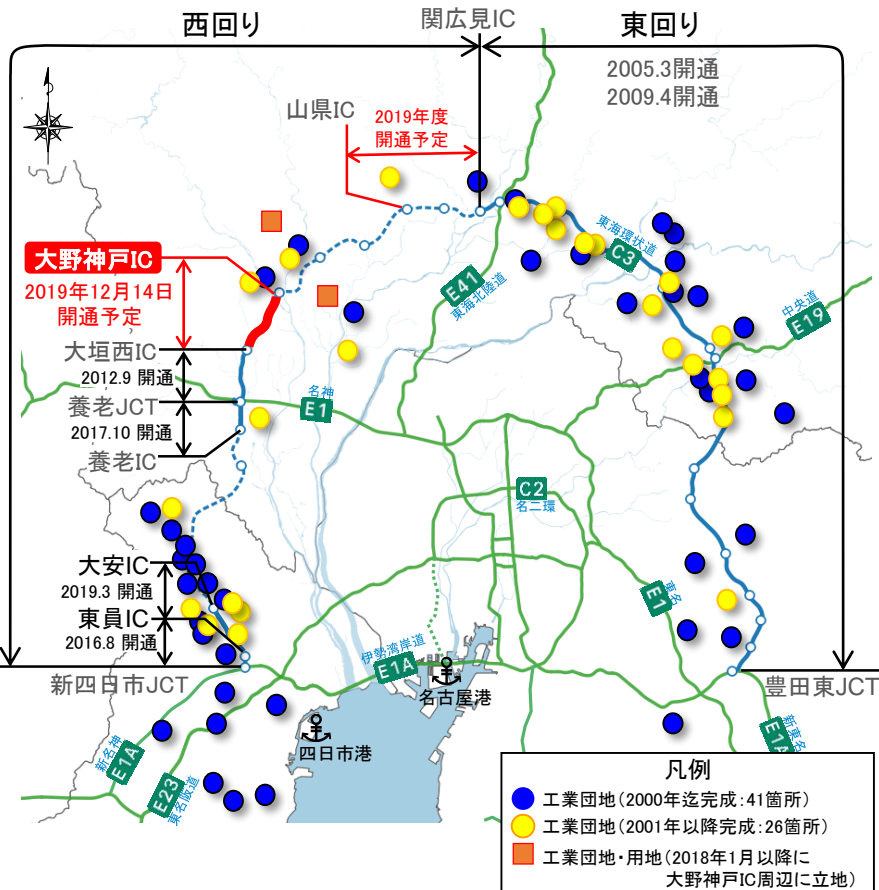 西回り
関広見IC
東回り
2005.3開通
2009.4開通
山県IC
2019年度
開通予定
東海環状道
C3
大野神戸IC
2019年12月14日
開通予定
E41
東海北陸道
中央道
E19
大垣西IC
2012.9 開通
養老JCT
名神
E1
2017.10 開通
養老IC
C2
名二環
大安IC
2019.3 開通
東員IC
2016.8 開通
E1
東名
伊勢湾岸道
E1A
新四日市JCT
名古屋港
豊田東JCT
四日市港
新名神
E1A
E23
東名阪道
新東名
E1A
凡例
工業団地(2000年迄完成:41箇所)
工業団地(2001年以降完成:26箇所)
工業団地・用地(2018年1月以降に
大野神戸IC周辺に立地)